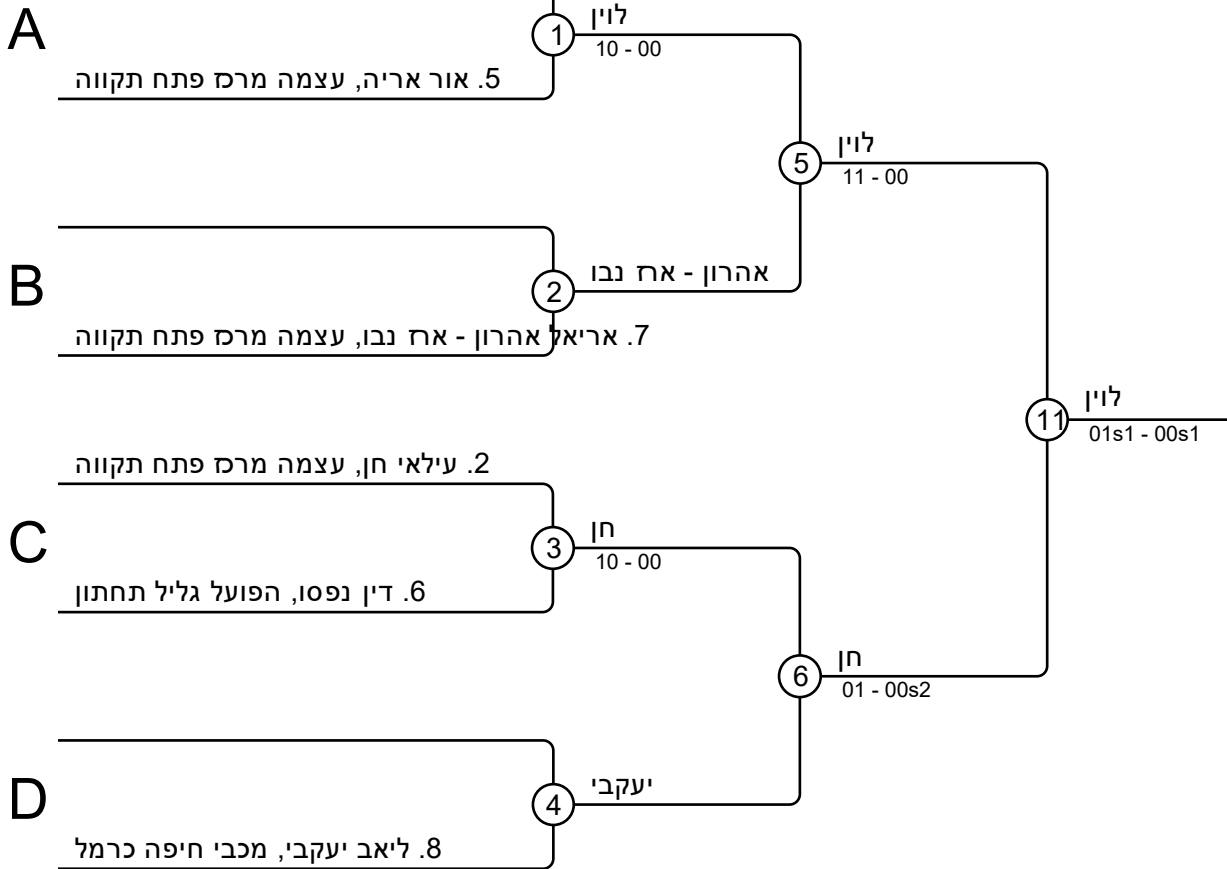 A
1
לוין
10 - 00
5. אור אריה, עצמה מרכז פתח תקווה
5
לוין
11 - 00
B
2
אהרון - ארז נבו
7. אריאל אהרון - ארז נבו, עצמה מרכז פתח תקווה
11
לוין
01s1 - 00s1
2. עילאי חן, עצמה מרכז פתח תקווה
C
3
חן
10 - 00
6. דין נפסו, הפועל גליל תחתון
6
חן
01 - 00s2
D
4
יעקבי
8. ליאב יעקבי, מכבי חיפה כרמל